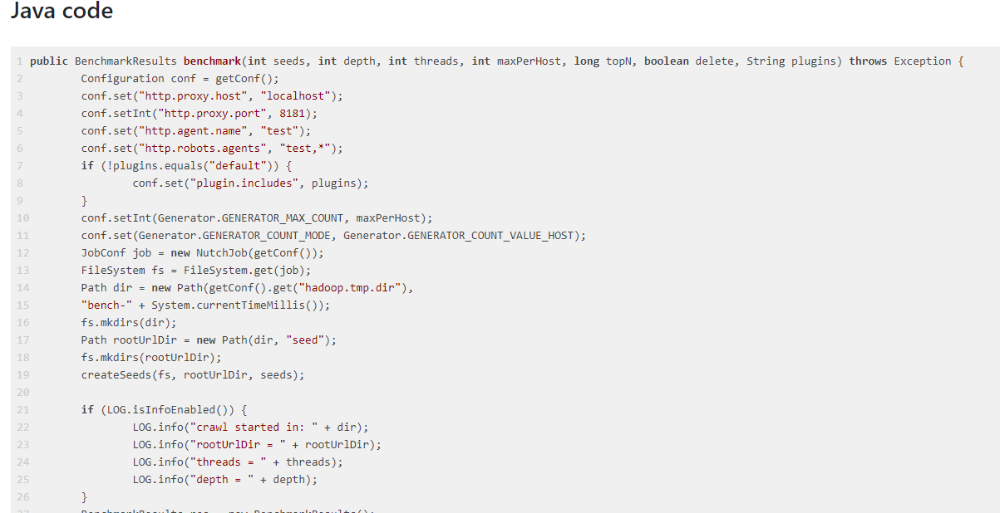 Java code
1 public BenchmarkResults benchmark(int seeds, int depth, int threads, int maxPerHost, long topN, boolean delete, String plugins) throws Exception {
2 Configuration conf = getConf();
3 conf.set("http.proxy.host", "localhost");
4 conf.setInt("http.proxy.port", 8181);
5 conf.set("http.agent.name", "test");
6 conf.set("http.robots.agents", "test,*");
7 if (!plugins.equals("default")) {
8 conf.set("plugin.includes", plugins);
9 }
10 conf.setInt(Generator.GENERATOR_MAX_COUNT, maxPerHost);
11 conf.set(Generator.GENERATOR_COUNT_MODE, Generator.GENERATOR_COUNT_VALUE_HOST);
12 JobConf job = new NutchJob(getConf());
13 FileSystem fs = FileSystem.get(job);
14 Path dir = new Path(getConf().get("hadoop.tmp.dir"),
15 "bench-" + System.currentTimeMillis());
16 fs.mkdirs(dir);
17 Path rootUrlDir = new Path(dir, "seed");
18 fs.mkdirs(rootUrlDir);
19 createSeeds(fs, rootUrlDir, seeds);
20
21 if (LOG.isInfoEnabled()) {
22 LOG.info("crawl started in: " + dir);
23 LOG.info("rootUrlDir = " + rootUrlDir);
24 LOG.info("threads = " + threads);
25 LOG.info("depth = " + depth);
26 }